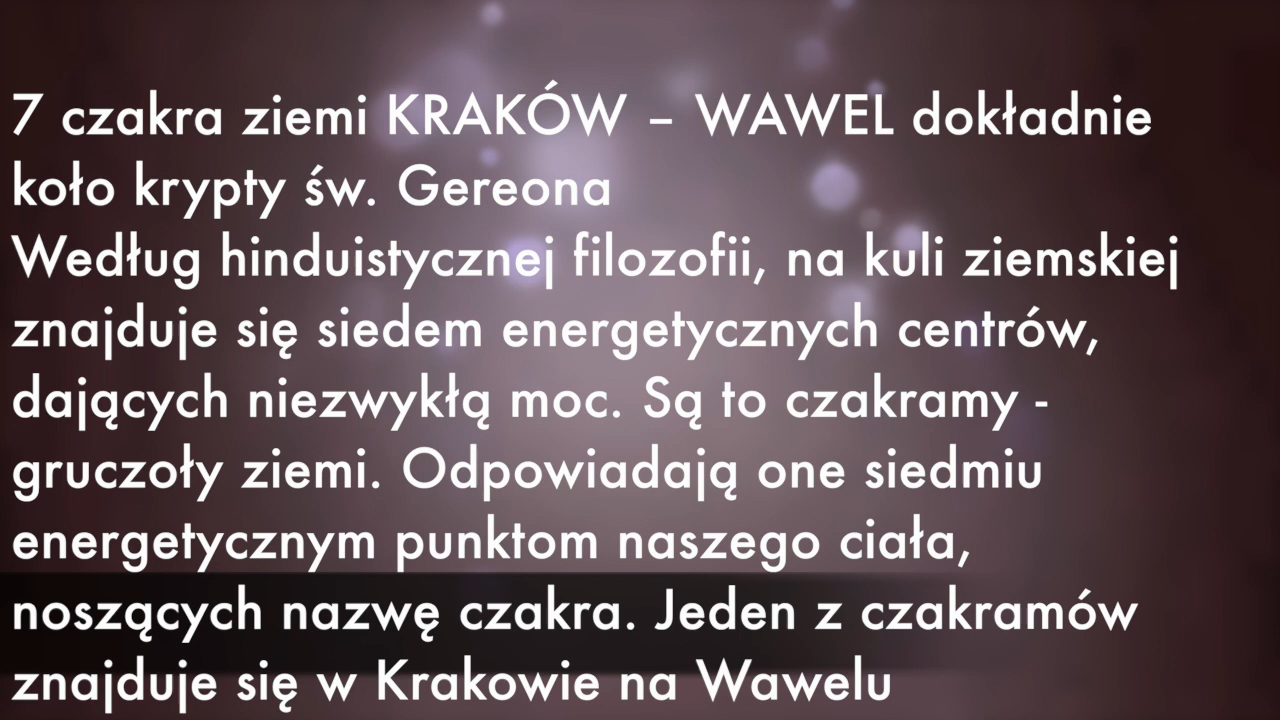 7 czakra ziemi KRAKÓW – WAWEL dokładnie
koło krypty św. Gereona
Według hinduistycznej filozofii, na kuli ziemskiej
znajduje się siedem energetycznych centrów,
dających niezwykłą moc. Są to czakramy -
gruczoły ziemi. Odpowiadają one siedmiu
energetycznym punktom naszego ciała,
noszących nazwę czakra. Jeden z czakramów
znajduje się w Krakowie na Wawelu